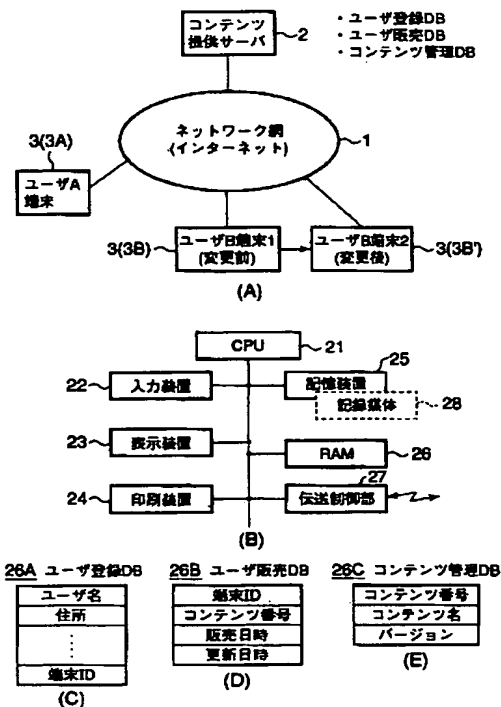 コンテンツ
提供サーバ
2
・ユーザ登録DB
・ユーザ販売DB
・コンテンツ管理DB
ネットワーク網
(インターネット)
1
3(3A)
ユーザA
端末
3(3B)
ユーザB端末1
(変更前)
ユーザB端末2
(変更後)
3(3B')
(A)
CPU
21
22
入力装置
記憶装置
25
記録媒体
28
23
表示装置
RAM
26
24
印刷装置
伝送制御部
27
(B)
26A ユーザ登録DB
ユーザ名
住所
⋮
端末ID
(C)
26B ユーザ販売DB
端末ID
コンテンツ番号
販売日時
更新日時
(D)
26C コンテンツ管理DB
コンテンツ番号
コンテンツ名
バージョン
(E)